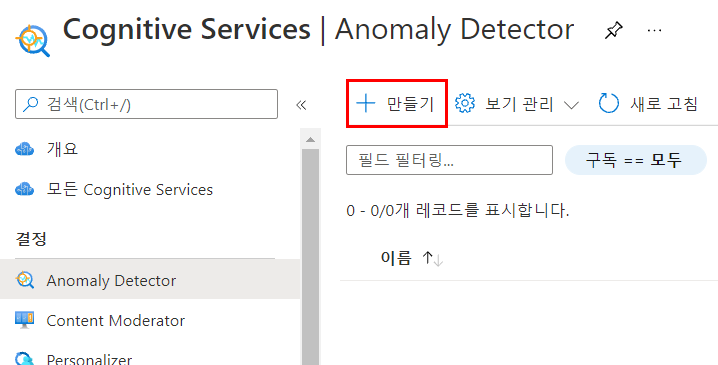 Cognitive Services | Anomaly Detector
검색(Ctrl+/)
개요
모든 Cognitive Services
결정
Anomaly Detector
Content Moderator
Personalizer
만들기 보기 관리 새로 고침
필드 필터링... 구독 == 모두
0 - 0/0개 레코드를 표시합니다.
이름